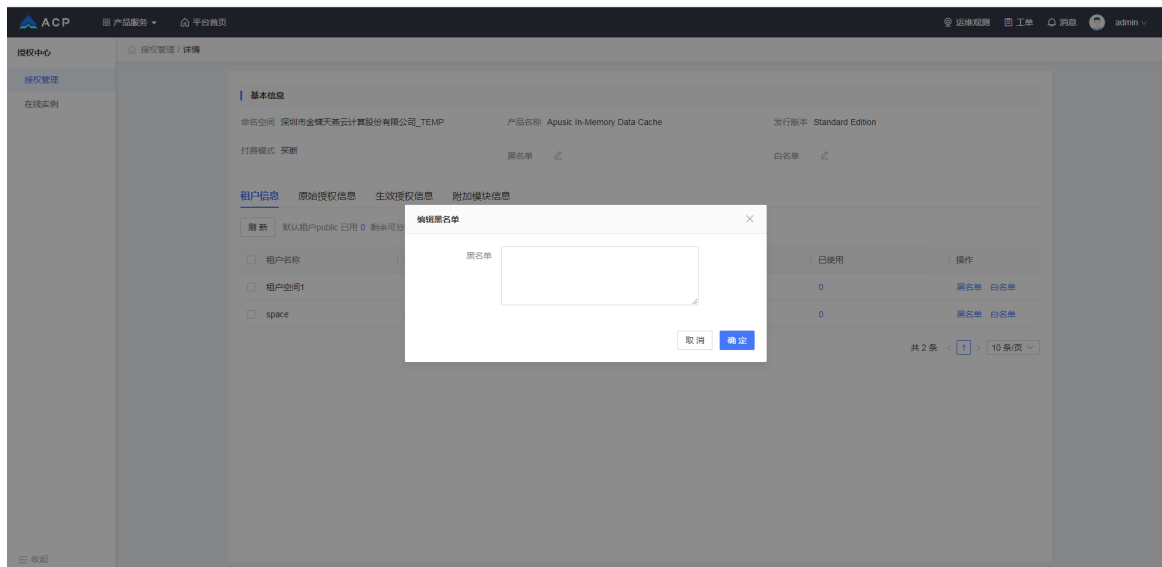 ACP 产品服务 平台首页 运维观测 工单 消息 admin
授权中心 授权管理 / 详情
授权管理
在线实例
基本信息
命名空间 深圳市金蝶天燕云计算股份有限公司_TEMP 产品名称 Apusic In-Memory Data Cache 发行版本 Standard Edition
付费模式 买断 黑名单 白名单
租户信息 原始授权信息 生效授权信息 附加模块信息
刷 新 默认租户public 已用 0 剩余可分
编辑黑名单
黑名单
租户名称 已使用 操作
租户空间1 0 黑名单 白名单
space 0 黑名单 白名单
取 消 确 定
共 2 条 < 1 > 10 条/页
收起